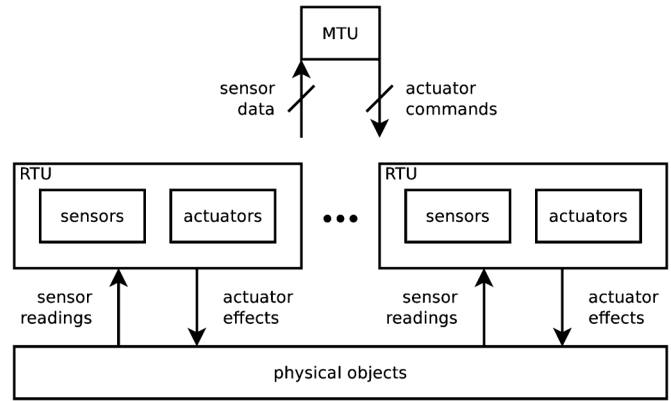 MTU
sensor
data
actuator
commands
RTU
sensors
actuators
RTU
sensors
actuators
sensor
readings
actuator
effects
sensor
readings
actuator
effects
physical objects